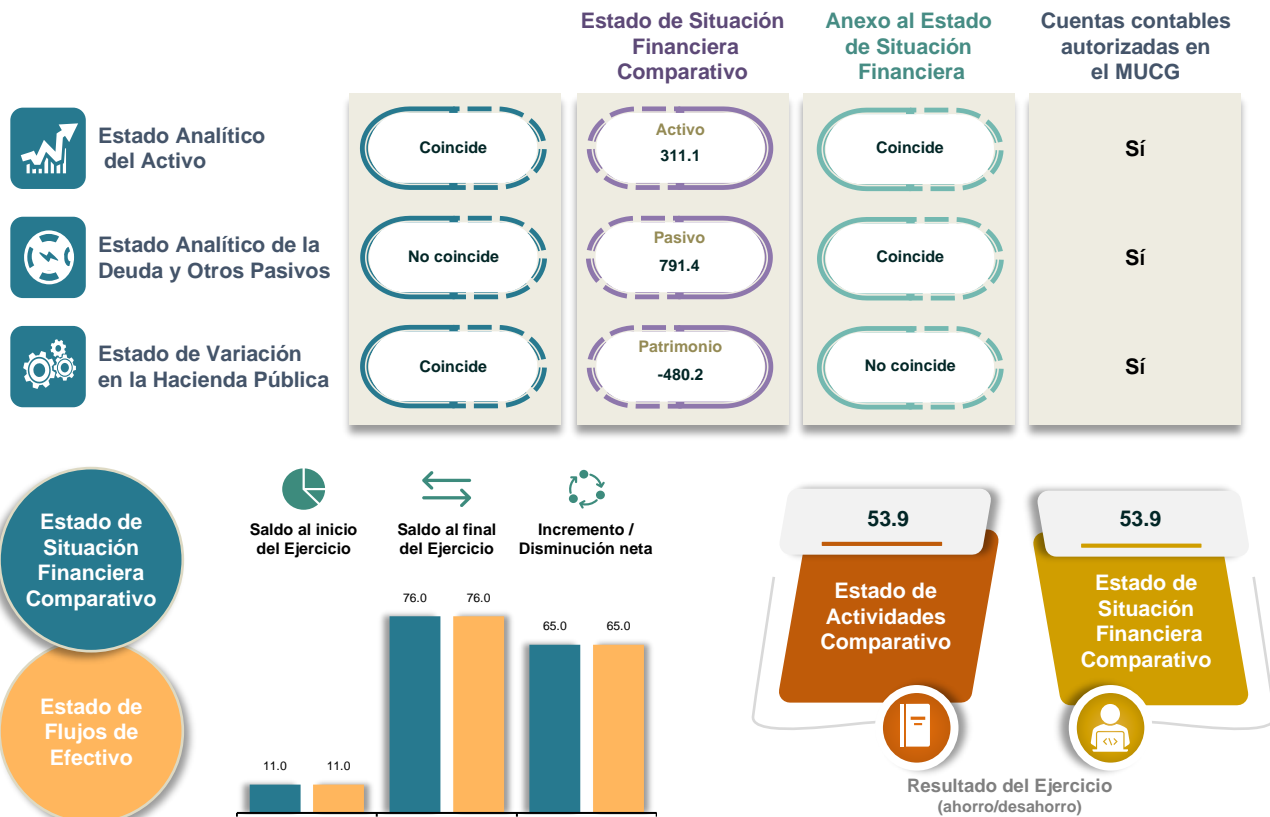 Estado de Situación
Financiera
Comparativo
Anexo al Estado
de Situación
Financiera
Cuentas contables
autorizadas en
el MUCG
Estado Analítico
del Activo
Coincide
Activo
311.1
Coincide
Sí
Estado Analítico de la
Deuda y Otros Pasivos
No coincide
Pasivo
791.4
Coincide
Sí
Estado de Variación
en la Hacienda Pública
Coincide
Patrimonio
-480.2
No coincide
Sí
Estado de
Situación
Financiera
Comparativo
Estado de
Flujos de
Efectivo
Saldo al inicio
del Ejercicio
Saldo al final
del Ejercicio
Incremento /
Disminución neta
11.0
11.0
76.0
76.0
65.0
65.0
53.9
Estado de
Actividades
Comparativo
53.9
Estado de
Situación
Financiera
Comparativo
Resultado del Ejercicio
(ahorro/desahorro)